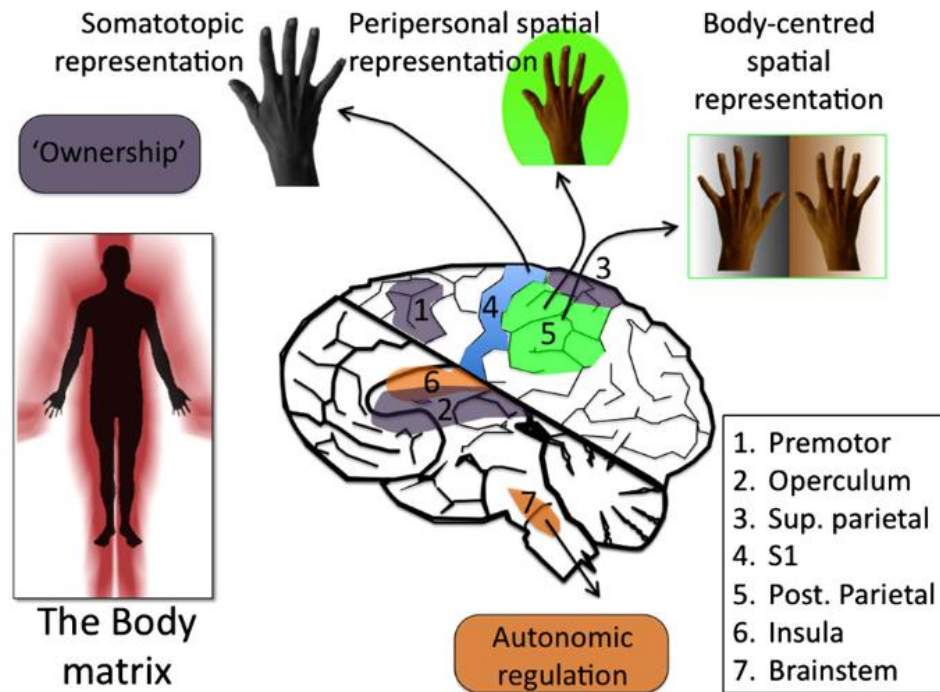 Somatotopic
representation
Peripersonal spatial
representation
Body-centred
spatial
representation
'Ownership'
1
2
3
4
5
6
7
The Body
matrix
Autonomic
regulation
1. Premotor
2. Operculum
3. Sup. parietal
4. S1
5. Post. Parietal
6. Insula
7. Brainstem